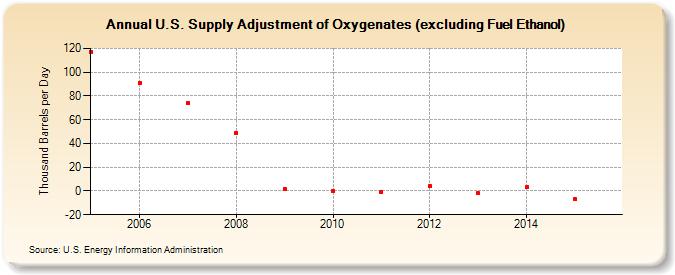 Annual U.S. Supply Adjustment of Oxygenates (excluding Fuel Ethanol)
Thousand Barrels per Day
120
100
80
60
40
20
0
-20
2006 2008 2010 2012 2014
Source: U.S. Energy Information Administration